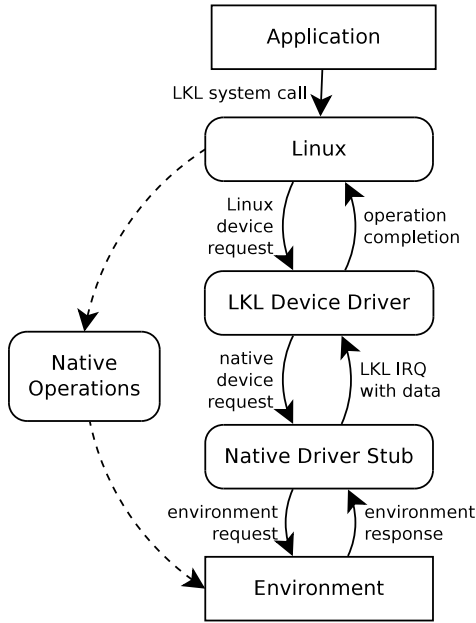 Application
LKL system call
Linux
Linux
device
request
operation
completion
LKL Device Driver
Native
Operations
native
device
request
LKL IRQ
with data
Native Driver Stub
environment
request
environment
response
Environment